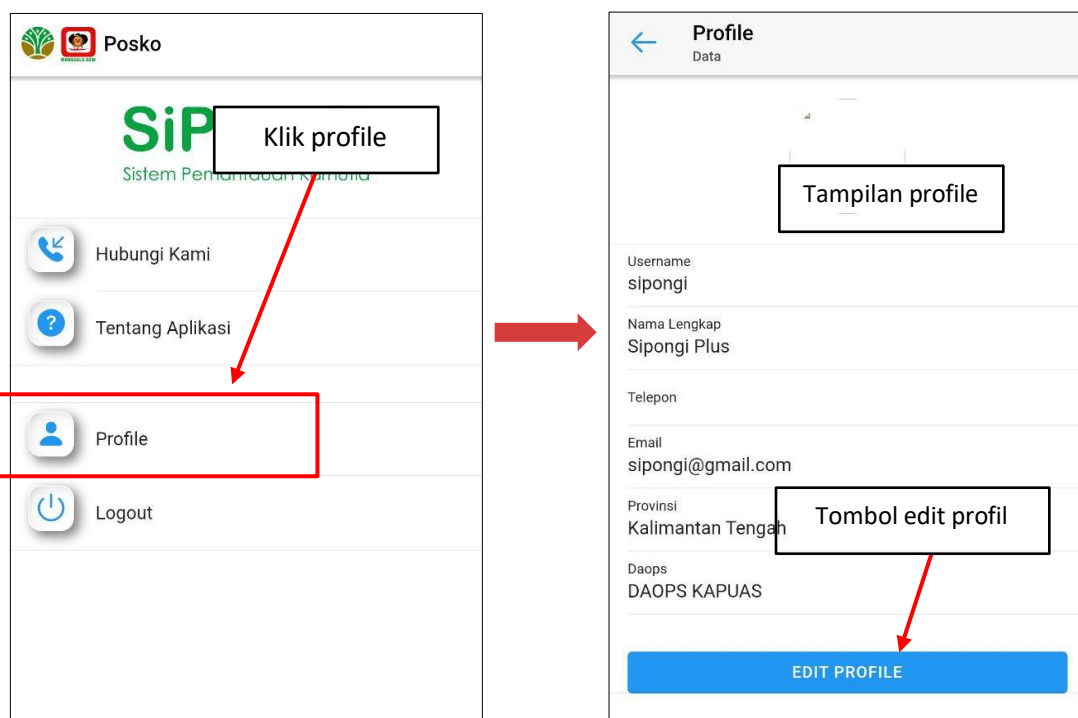 Posko
SiP
Klik profile
Sistem Pemantauan Karhutla
Hubungi Kami
Tentang Aplikasi
Profile
Logout
Profile
Data
Tampilan profile
Username
sipongi
Nama Lengkap
Sipongi Plus
Telepon
Email
sipongi@gmail.com
Provinsi
Kalimantan Tengah
Tombol edit profil
Daops
DAOPS KAPUAS
EDIT PROFILE